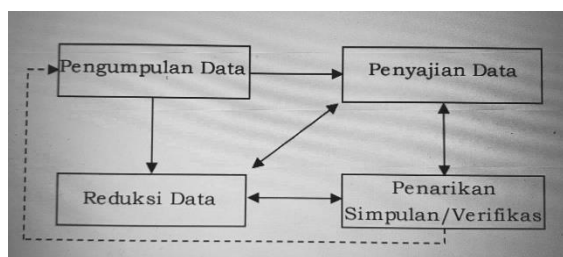 Pengumpulan Data
Penyajian Data
Reduksi Data
Penarikan
Simpulan/Verifikas